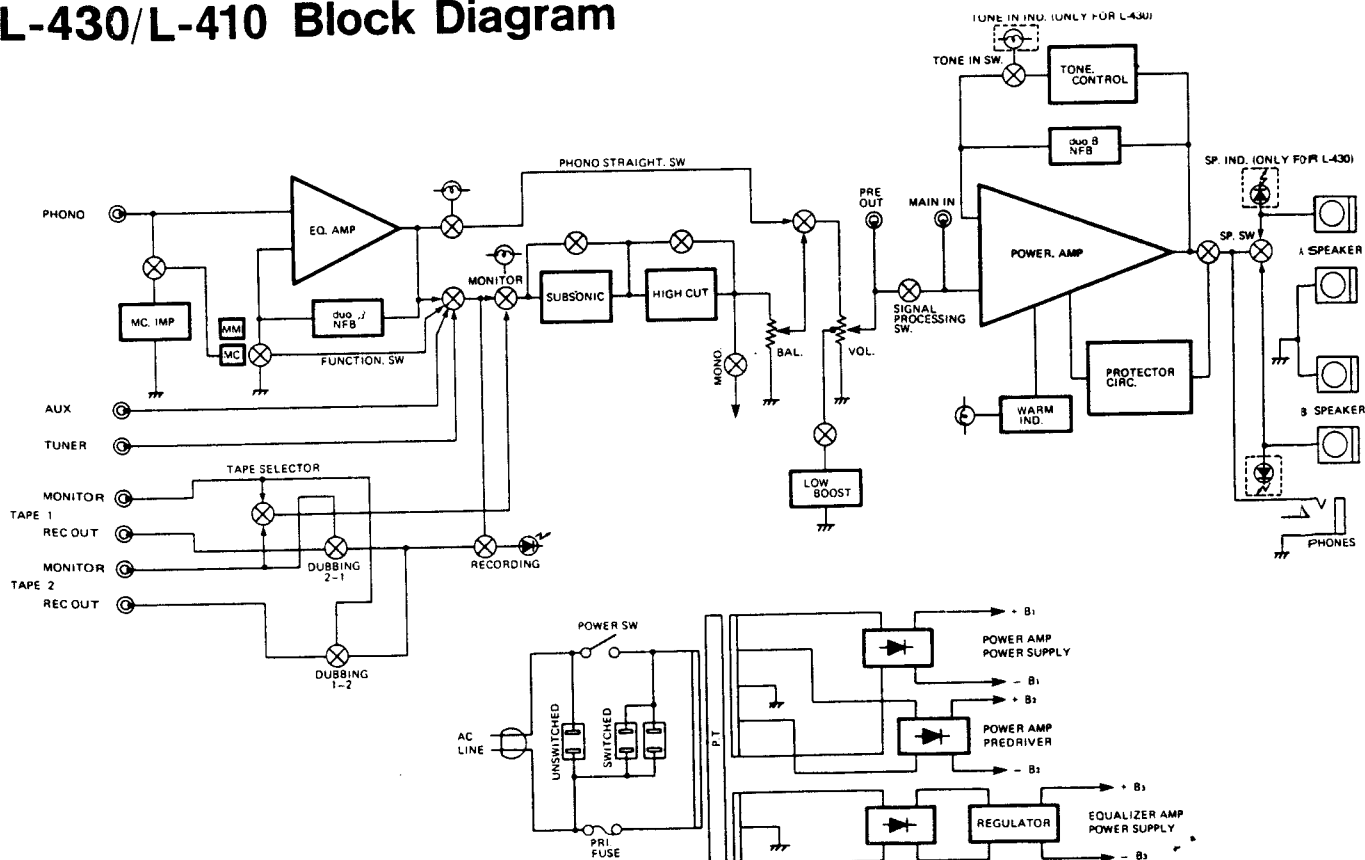 L-430/L-410 Block Diagram
TONE IN IND. (ONLY FOR L-430)
TONE IN SW.
TONE.
CONTROL
duo β
NFB
PHONO STRAIGHT. SW
SP. IND. (ONLY FOR L-430)
PHONO
EQ. AMP
PRE
OUT
MAIN IN
POWER. AMP
SP. SW
A SPEAKER
MONITOR
SUBSONIC
HIGH CUT
SIGNAL
PROCESSING
SW.
MC. IMP
MM
MC
duo β
NFB
FUNCTION. SW
MONO.
BAL.
VOL.
PROTECTOR
CIRC.
WARM
IND.
B SPEAKER
AUX
TUNER
TAPE SELECTOR
LOW
BOOST
MONITOR
TAPE 1
REC OUT
MONITOR
TAPE 2
REC OUT
DUBBING
2-1
RECORDING
PHONES
DUBBING
1-2
POWER SW
AC
LINE
UNSWITCHED
SWITCHED
PRI.
FUSE
P.T
+ B1
POWER AMP
POWER SUPPLY
- B1
+ B2
POWER AMP
PREDRIVER
- B2
+ B3
REGULATOR
EQUALIZER AMP
POWER SUPPLY
- B3